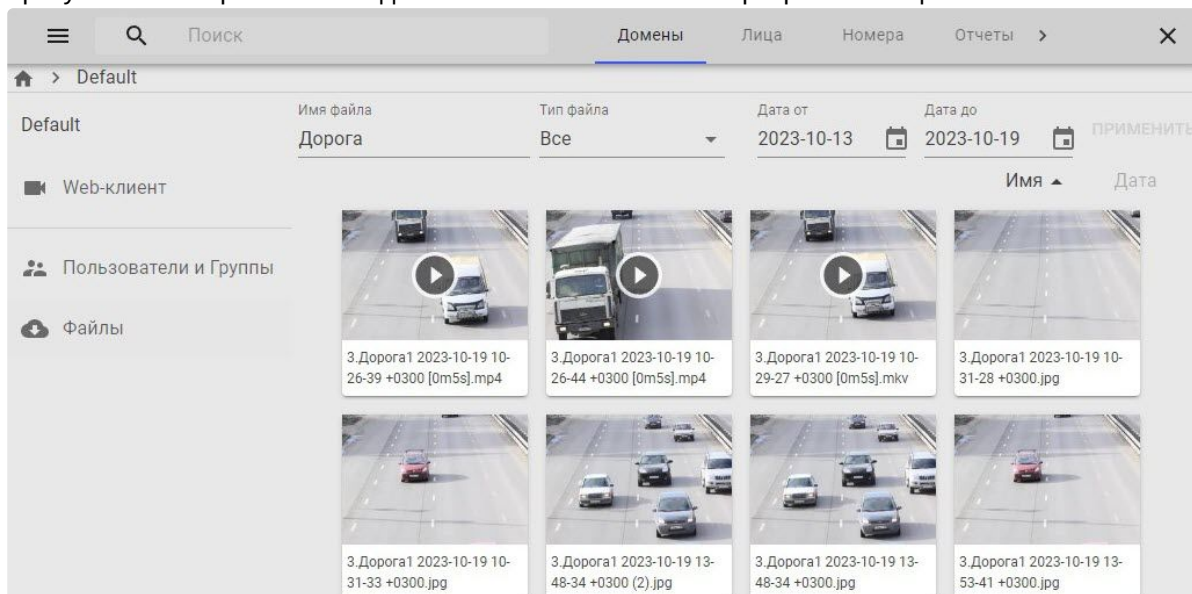 Поиск
Домены
Лица
Номера
Отчеты
Default
Default
Web-клиент
Пользователи и Группы
Файлы
Имя файла
Дорога
Тип файла
Все
Дата от
2023-10-13
Дата до
2023-10-19
ПРИМЕНИТЬ
Имя
Дата
3.Дорога1 2023-10-19 10-
26-39 +0300 [0m5s].mp4
3.Дорога1 2023-10-19 10-
26-44 +0300 [0m5s].mp4
3.Дорога1 2023-10-19 10-
29-27 +0300 [0m5s].mkv
3.Дорога1 2023-10-19 10-
31-28 +0300.jpg
3.Дорога1 2023-10-19 10-
31-33 +0300.jpg
3.Дорога1 2023-10-19 13-
48-34 +0300 (2).jpg
3.Дорога1 2023-10-19 13-
48-34 +0300.jpg
3.Дорога1 2023-10-19 13-
53-41 +0300.jpg